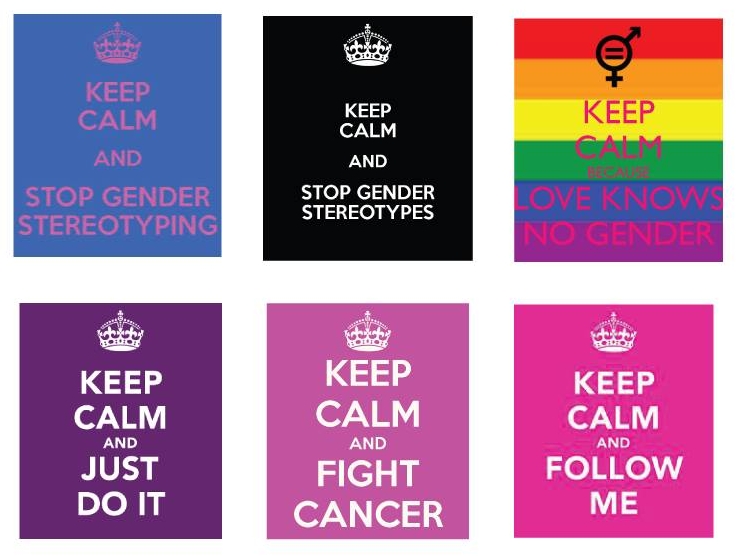 KEEP
CALM
AND
STOP GENDER
STEREOTYPING
KEEP
CALM
AND
STOP GENDER
STEREOTYPES
KEEP
CALM
BECAUSE
LOVE KNOWS
NO GENDER
KEEP
CALM
AND
JUST
DO IT
KEEP
CALM
AND
FIGHT
CANCER
KEEP
CALM
AND
FOLLOW
ME